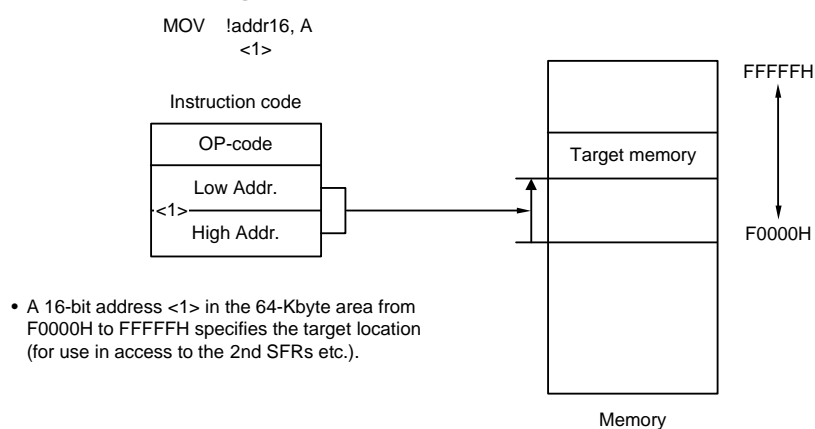 MOV !addr16, A
<1>
Instruction code
OP-code
Low Addr.
<1>
High Addr.
FFFFFH
Target memory
F0000H
• A 16-bit address <1> in the 64-Kbyte area from
F0000H to FFFFFH specifies the target location
(for use in access to the 2nd SFRs etc.).
Memory